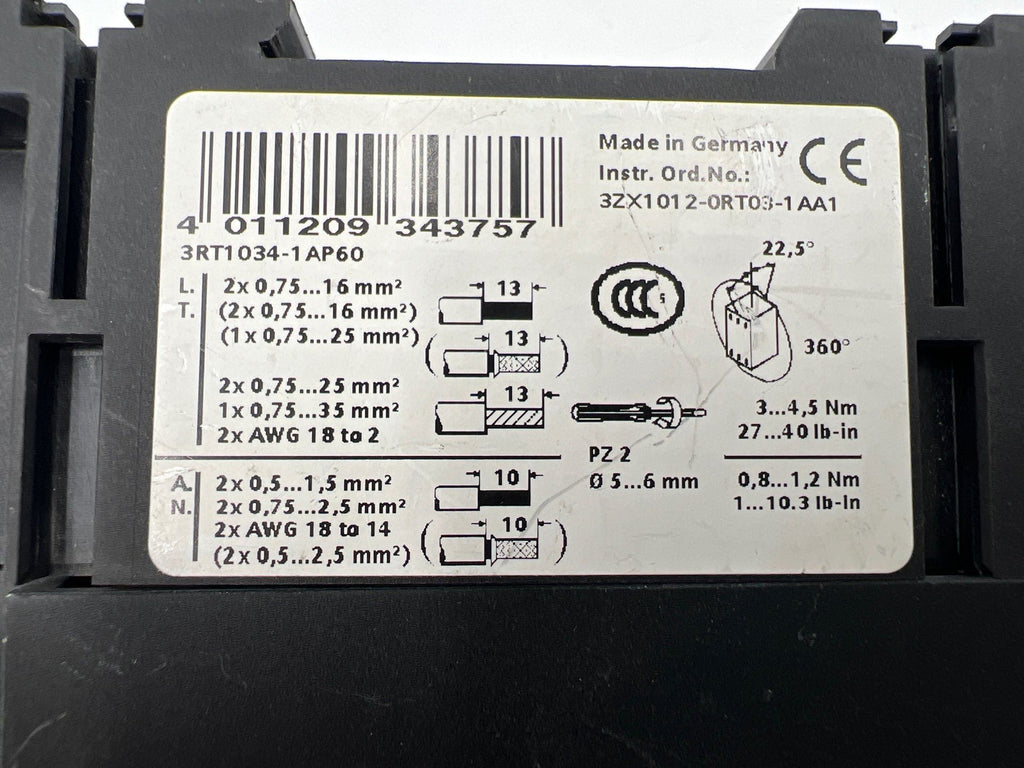 Made in Germany CE
Instr. Ord.No.:
3ZX1012-0RT03-1AA1
4 011209 343757
3RT1034-1AP60
L. 2x 0,75...16 mm² 13
T. (2x 0,75...16 mm²)
(1x 0,75...25 mm²) ( 13 )
2x 0,75...25 mm² 13
1x 0,75...35 mm²
2x AWG 18 to 2
CCC S
22,5°
360°
3...4,5 Nm
27...40 lb-in
PZ 2
Ø 5...6 mm
0,8...1,2 Nm
1...10.3 lb-In
A. 2x 0,5...1,5 mm² 10
N. 2x 0,75...2,5 mm²
2x AWG 18 to 14 ( 10 )
(2x 0,5...2,5 mm²)